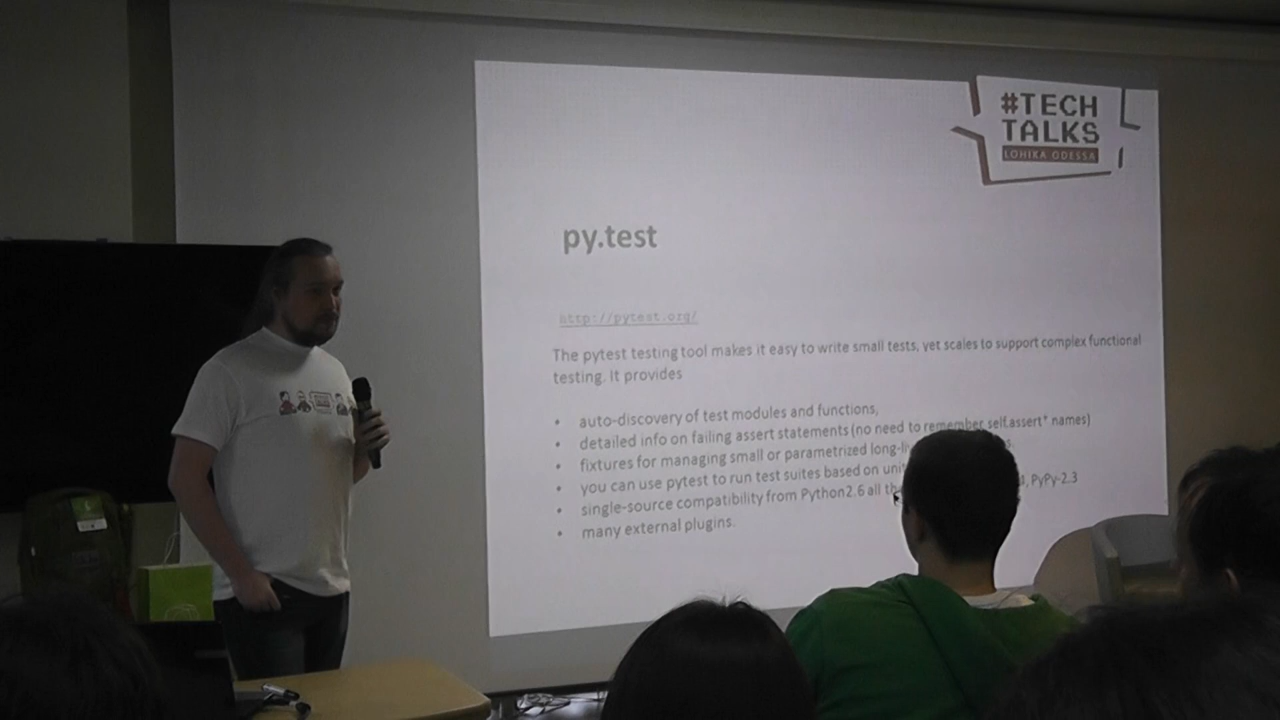 #TECH
TALKS
LOHIKA ODESSA
py.test
http://pytest.org/
The pytest testing tool makes it easy to write small tests, yet scales to support complex functional
testing. It provides
• auto-discovery of test modules and functions,
• detailed info on failing assert statements (no need to remember self.assert* names)
• fixtures for managing small or parametrized
• you can use pytest to run test suites based on
• single-source compatibility from Python2.6 all PyPy-2.3
• many external plugins.